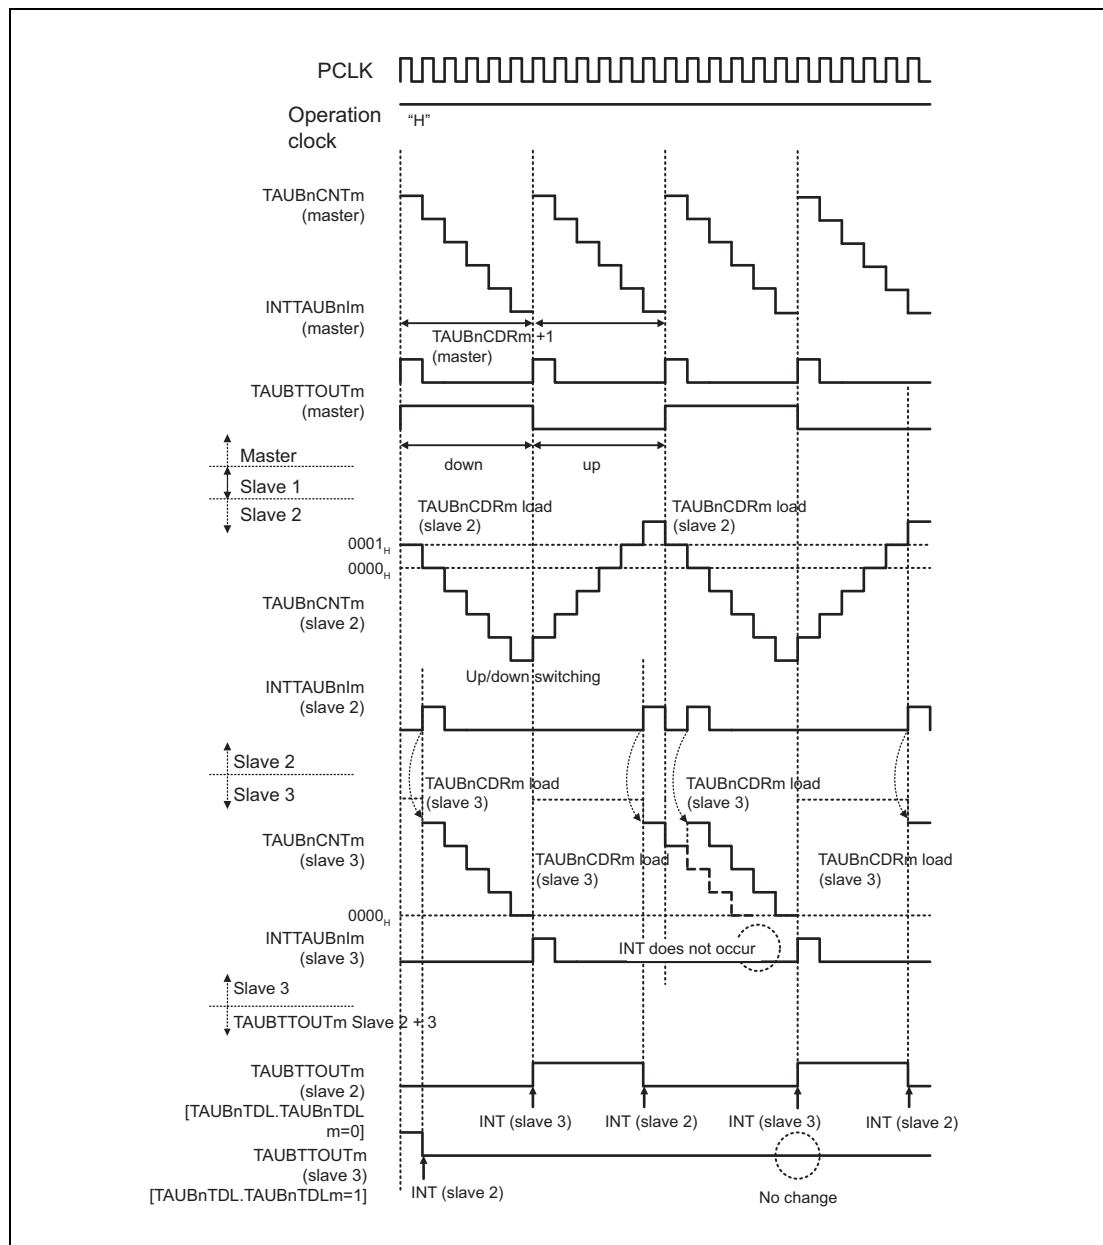 PCLK
Operation
clock
“H”
TAUBnCNTm
(master)
INTTAUBnIm
(master)
TAUBnCDRm +1
(master)
TAUBTTOUTm
(master)
Master
down
up
Slave 1
Slave 2
TAUBnCDRm load
(slave 2)
TAUBnCDRm load
(slave 2)
0001H
0000H
TAUBnCNTm
(slave 2)
Up/down switching
INTTAUBnIm
(slave 2)
Slave 2
Slave 3
TAUBnCDRm load
(slave 3)
TAUBnCDRm load
(slave 3)
TAUBnCNTm
(slave 3)
TAUBnCDRm load
(slave 3)
TAUBnCDRm load
(slave 3)
0000H
INTTAUBnIm
(slave 3)
INT does not occur
Slave 3
TAUBTTOUTm Slave 2 + 3
TAUBTTOUTm
(slave 2)
[TAUBnTDL.TAUBnTDL
m=0]
INT (slave 3)
INT (slave 2)
INT (slave 3)
INT (slave 2)
TAUBTTOUTm
(slave 3)
[TAUBnTDL.TAUBnTDLm=1]
INT (slave 2)
No change